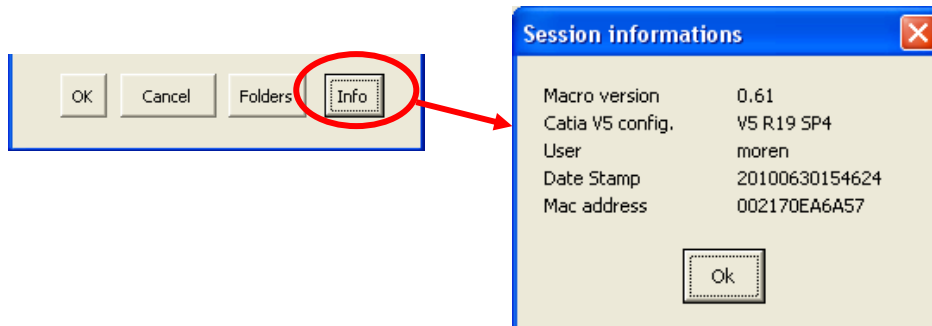 OK Cancel Folders Info
Session informations
Macro version 0.61
Catia V5 config. V5 R19 SP4
User moren
Date Stamp 20100630154624
Mac address 002170EA6A57
Ok